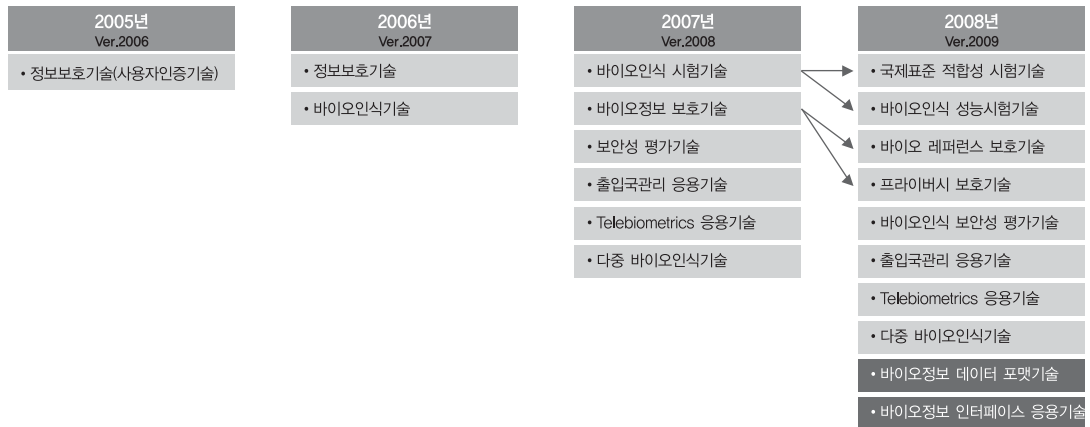 2005년
Ver.2006
• 정보보호기술(사용자인증기술)
2006년
Ver.2007
• 정보보호기술
• 바이오인식기술
2007년
Ver.2008
• 바이오인식 시험기술
• 바이오정보 보호기술
• 보안성 평가기술
• 출입국관리 응용기술
• Telebiometrics 응용기술
• 다중 바이오인식기술
2008년
Ver.2009
• 국제표준 적합성 시험기술
• 바이오인식 성능시험기술
• 바이오 레퍼런스 보호기술
• 프라이버시 보호기술
• 바이오인식 보안성 평가기술
• 출입국관리 응용기술
• Telebiometrics 응용기술
• 다중 바이오인식기술
• 바이오정보 데이터 포맷기술
• 바이오정보 인터페이스 응용기술